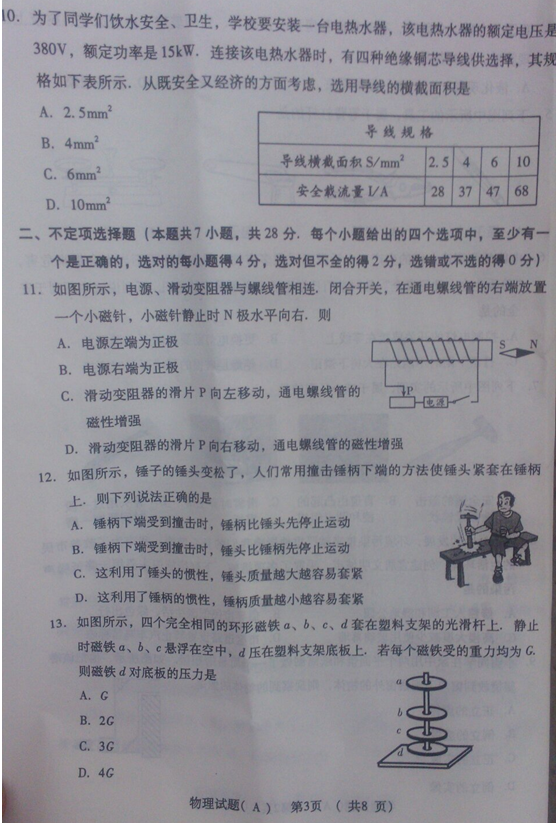 10. 为了同学们饮水安全、卫生，学校要安装一台电热水器，该电热水器的额定电压是
380V，额定功率是15kW．连接该电热水器时，有四种绝缘铜芯导线供选择，其规
格如下表所示．从既安全又经济的方面考虑，选用导线的横截面积是
A．2.5mm²
B．4mm²
C．6mm²
D．10mm²
导线规格
导线横截面积S/mm² 2.5 4 6 10
安全载流量I/A 28 37 47 68
二、不定项选择题（本题共7小题，共28分．每个小题给出的四个选项中，至少有一
个是正确的，选对的每小题得4分，选对但不全的得2分，选错或不选的得0分）
11．如图所示，电源、滑动变阻器与螺线管相连．闭合开关，在通电螺线管的右端放置
一个小磁针，小磁针静止时N极水平向右．则
A．电源左端为正极
B．电源右端为正极
C．滑动变阻器的滑片P向左移动，通电螺线管的
磁性增强
D．滑动变阻器的滑片P向右移动，通电螺线管的磁性增强
S N
P
电源
12．如图所示，锤子的锤头变松了，人们常用撞击锤柄下端的方法使锤头紧套在锤柄
上．则下列说法正确的是
A．锤柄下端受到撞击时，锤柄比锤头先停止运动
B．锤柄下端受到撞击时，锤头比锤柄先停止运动
C．这利用了锤头的惯性，锤头质量越大越容易套紧
D．这利用了锤柄的惯性，锤柄质量越小越容易套紧
13．如图所示，四个完全相同的环形磁铁a、b、c、d套在塑料支架的光滑杆上．静止
时磁铁a、b、c悬浮在空中，d压在塑料支架底板上．若每个磁铁受的重力均为G．
则磁铁d对底板的压力是
A．G
B．2G
C．3G
D．4G
a
b
c
d
物理试题（A） 第3页 （共8页）